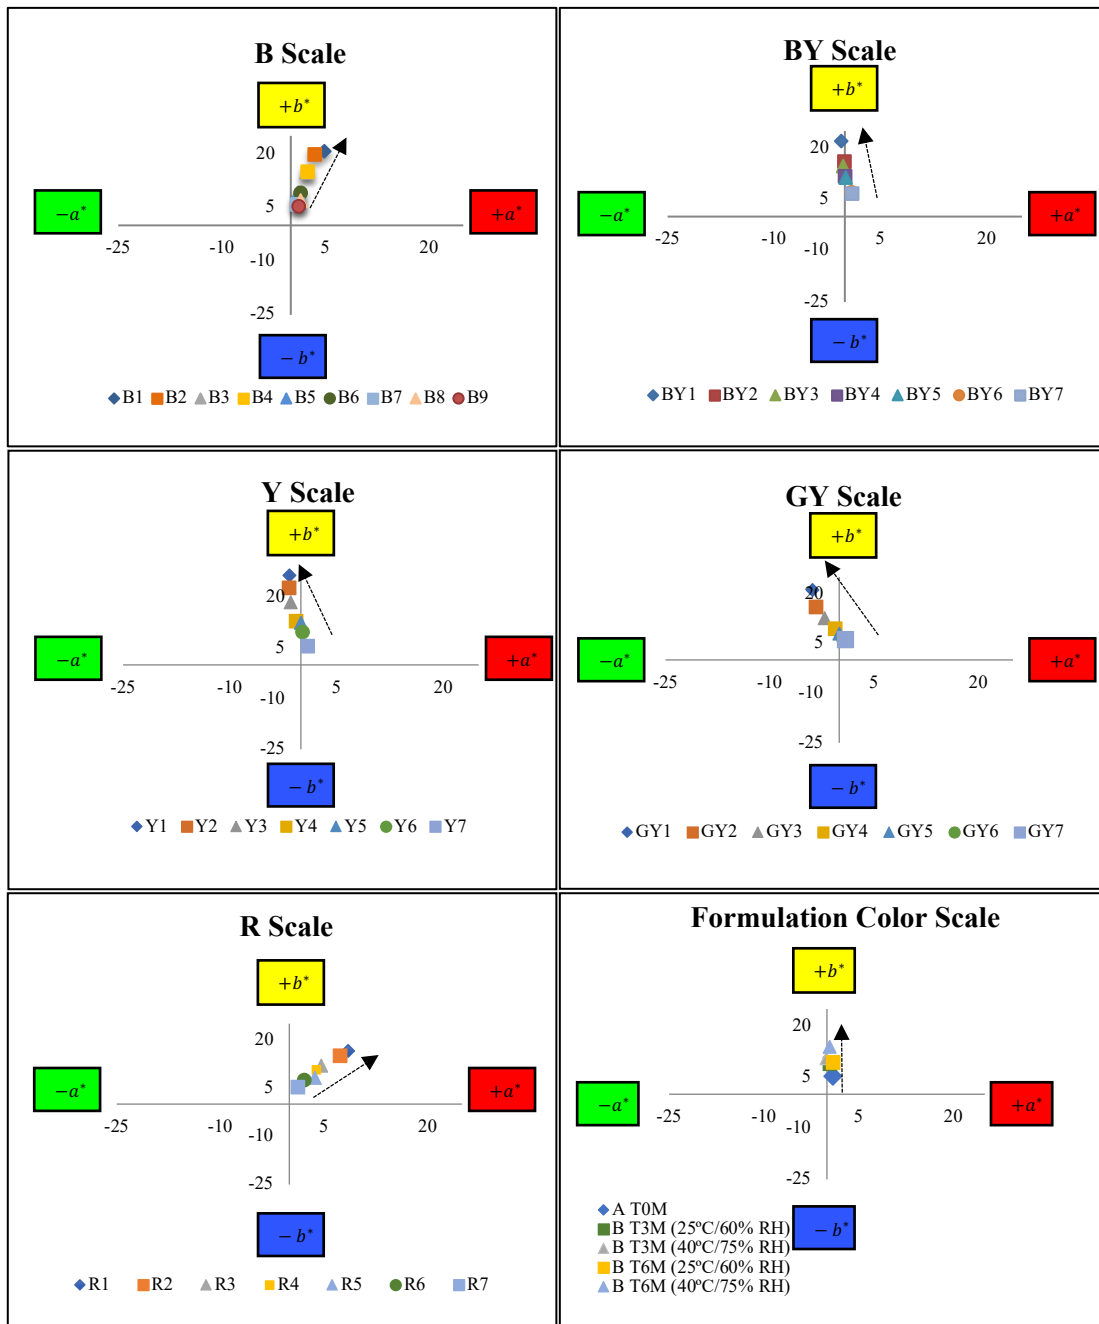 B Scale
+b*
20
5
−a*
+a*
-25
-10
5
20
-10
-25
− b*
B1 B2 B3 B4 B5 B6 B7 B8 B9
BY Scale
+b*
20
5
−a*
+a*
-25
-10
5
20
-10
-25
− b*
BY1 BY2 BY3 BY4 BY5 BY6 BY7
Y Scale
+b*
20
5
−a*
+a*
-25
-10
5
20
-10
-25
− b*
Y1 Y2 Y3 Y4 Y5 Y6 Y7
GY Scale
+b*
20
5
−a*
+a*
-25
-10
5
20
-10
-25
− b*
GY1 GY2 GY3 GY4 GY5 GY6 GY7
R Scale
+b*
20
5
−a*
+a*
-25
-10
5
20
-10
-25
− b*
R1 R2 R3 R4 R5 R6 R7
Formulation Color Scale
+b*
20
5
−a*
+a*
-25
-10
5
20
-10
-25
− b*
A T0M
B T3M (25ºC/60% RH)
B T3M (40ºC/75% RH)
B T6M (25ºC/60% RH)
B T6M (40ºC/75% RH)